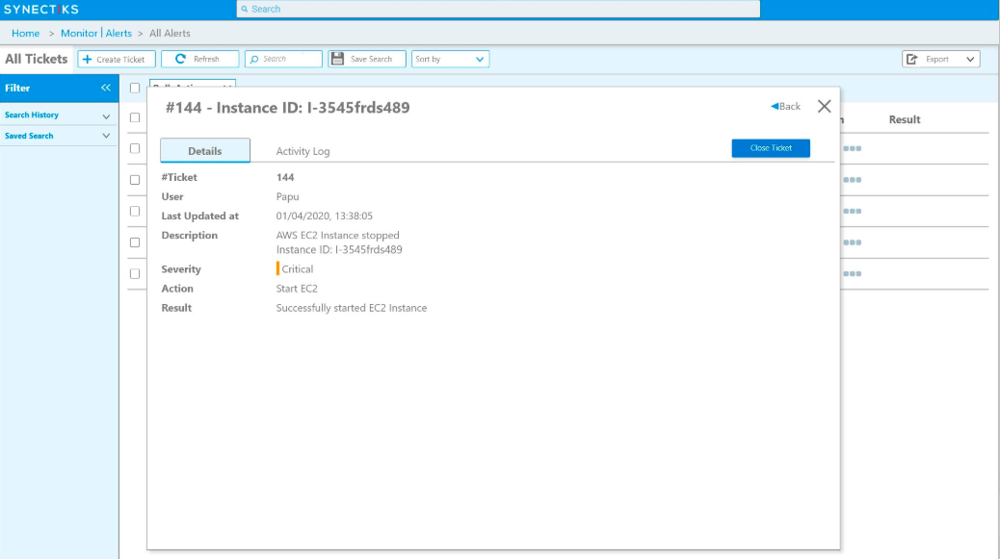 SYNECTIKS
Search
Home > Monitor | Alerts > All Alerts
All Tickets
Create Ticket
Refresh
Search
Save Search
Sort by
Export
Filter
Search History
Saved Search
Result
#144 - Instance ID: I-3545frds489
Back
Details
Activity Log
Close Ticket
#Ticket 144
User Papu
Last Updated at 01/04/2020, 13:38:05
Description AWS EC2 Instance stopped
Instance ID: I-3545frds489
Severity Critical
Action Start EC2
Result Successfully started EC2 Instance